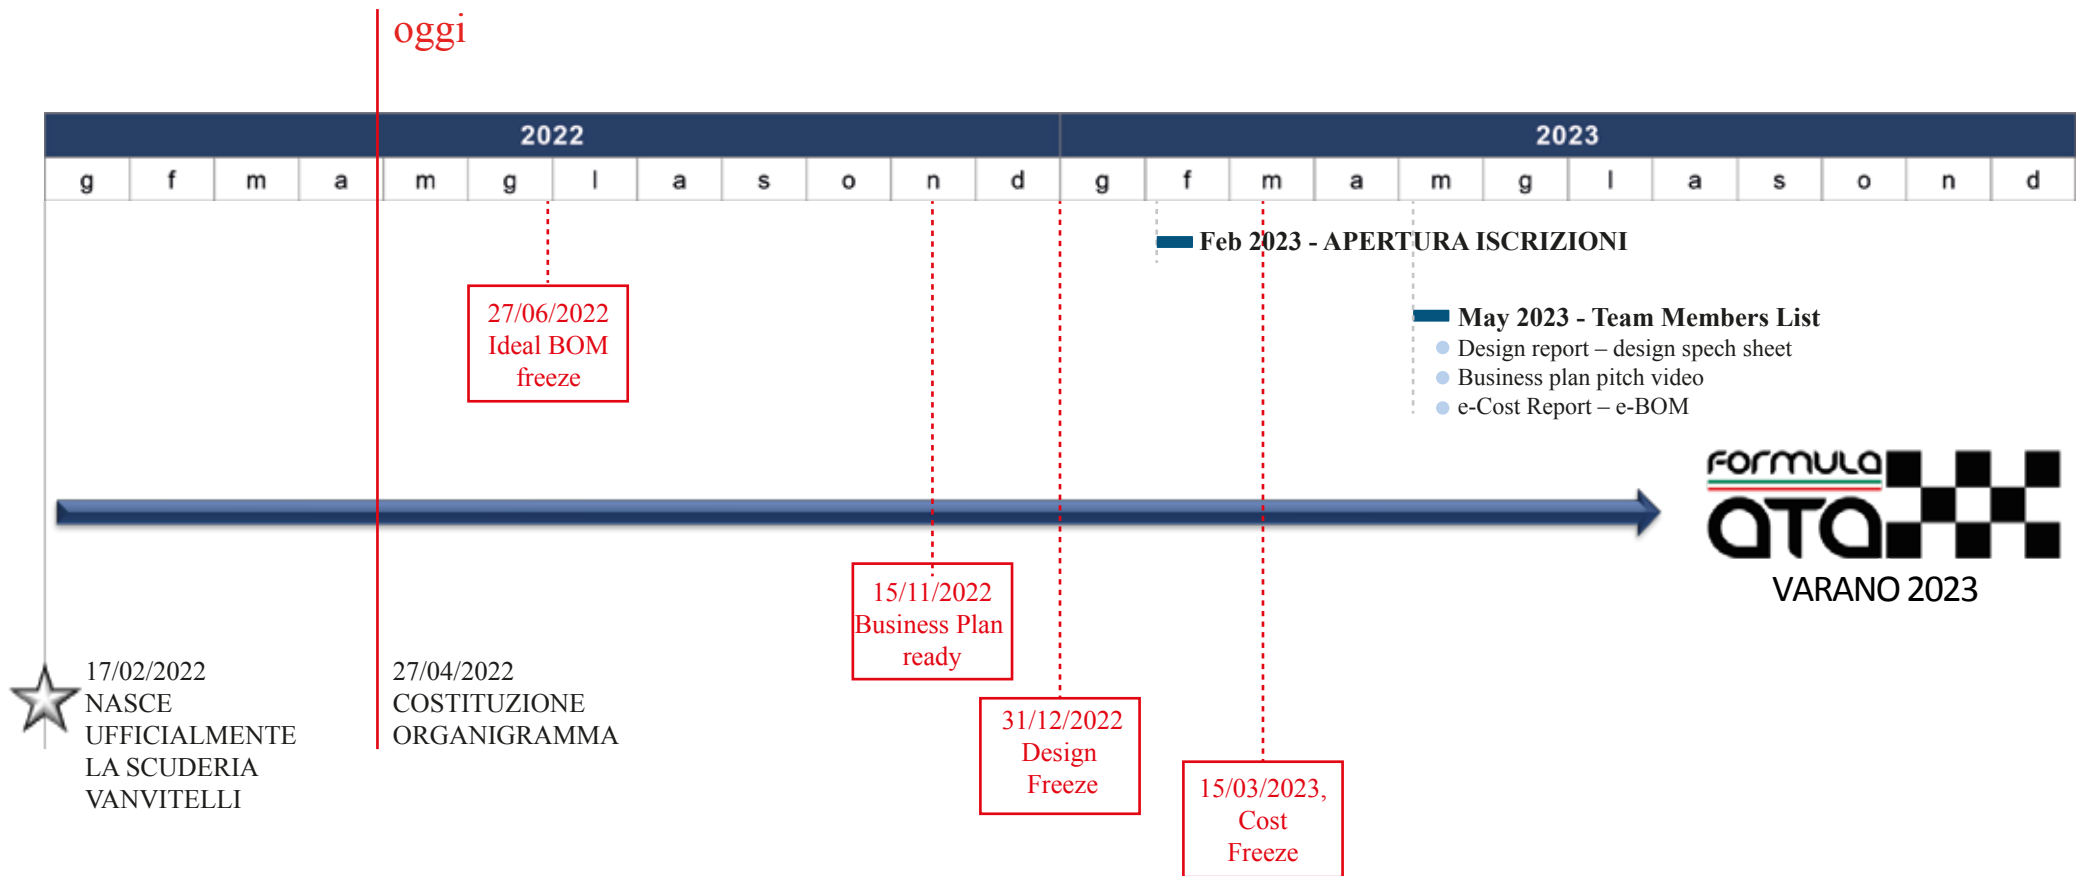 oggi
2022 2023
g f m a m g l a s o n d g f m a m g l a s o n d
Feb 2023 - APERTURA ISCRIZIONI
27/06/2022
Ideal BOM
freeze
May 2023 - Team Members List
Design report – design spech sheet
Business plan pitch video
e-Cost Report – e-BOM
FORMULA
ATA
VARANO 2023
15/11/2022
Business Plan
ready
17/02/2022
NASCE
UFFICIALMENTE
LA SCUDERIA
VANVITELLI
27/04/2022
COSTITUZIONE
ORGANIGRAMMA
31/12/2022
Design
Freeze
15/03/2023,
Cost
Freeze